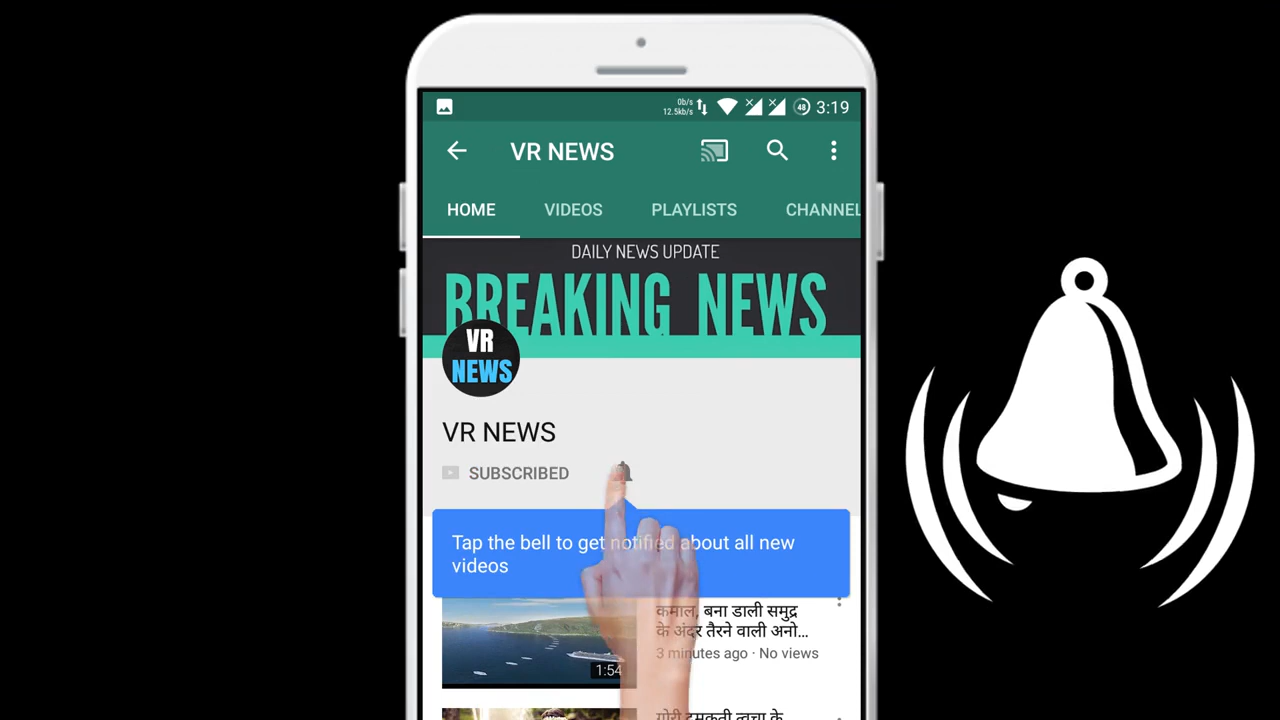 0b/s
12.5kb/s
48
3:19
VR NEWS
HOME VIDEOS PLAYLISTS CHANNEL
DAILY NEWS UPDATE
BREAKING NEWS
VR
NEWS
VR NEWS
SUBSCRIBED
Tap the bell to get notified about all new
videos
कमाल, बना डाली समुद्र
के अंदर तैरने वाली अनो...
3 minutes ago · No views
1:54
गोरी दमकती त्वचा के